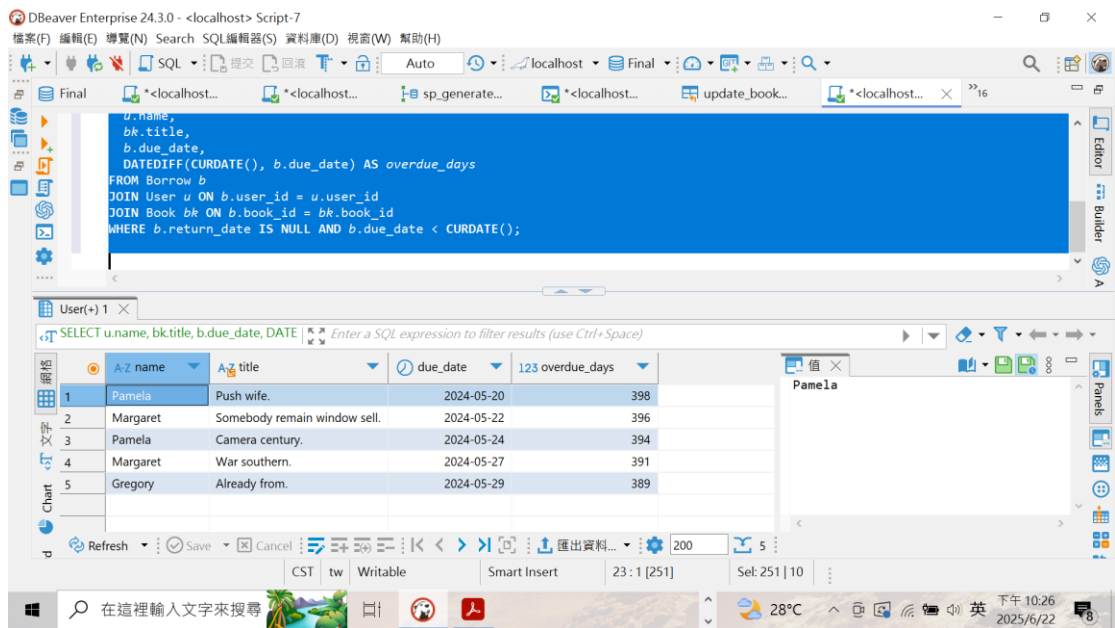 DBeaver Enterprise 24.3.0 - <localhost> Script-7
檔案(F) 編輯(E) 導覽(N) Search SQL編輯器(S) 資料庫(D) 視窗(W) 幫助(H)
SQL 提交 回滾 Auto localhost Final
Final *<localhost... *<localhost... sp_generate... *<localhost... update_book... *<localhost... »16
u.name,
bk.title,
b.due_date,
DATEDIFF(CURDATE(), b.due_date) AS overdue_days
FROM Borrow b
JOIN User u ON b.user_id = u.user_id
JOIN Book bk ON b.book_id = bk.book_id
WHERE b.return_date IS NULL AND b.due_date < CURDATE();
Editor
Builder
A
User(+) 1
SELECT u.name, bk.title, b.due_date, DATE Enter a SQL expression to filter results (use Ctrl+Space)
網格
文字
Chart
A-Z name A-Z title due_date 123 overdue_days
1 Pamela Push wife. 2024-05-20 398
2 Margaret Somebody remain window sell. 2024-05-22 396
3 Pamela Camera century. 2024-05-24 394
4 Margaret War southern. 2024-05-27 391
5 Gregory Already from. 2024-05-29 389
值
Pamela
Panels
Refresh Save Cancel 匯出資料... 200 5
CST tw Writable Smart Insert 23 : 1 [251] Sel: 251 | 10
在這裡輸入文字來搜尋 28°C 英 下午 10:26
2025/6/22
8